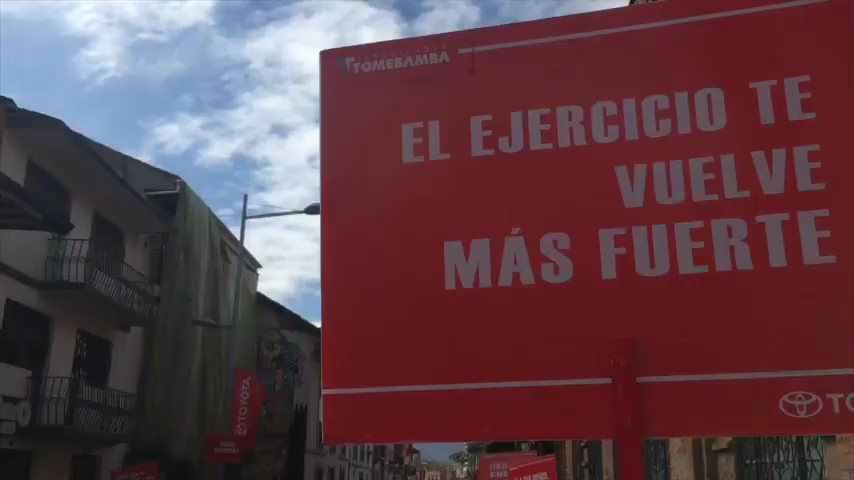 TOMEBAMBA
EL EJERCICIO TE
VUELVE
MÁS FUERTE
TOYOTA